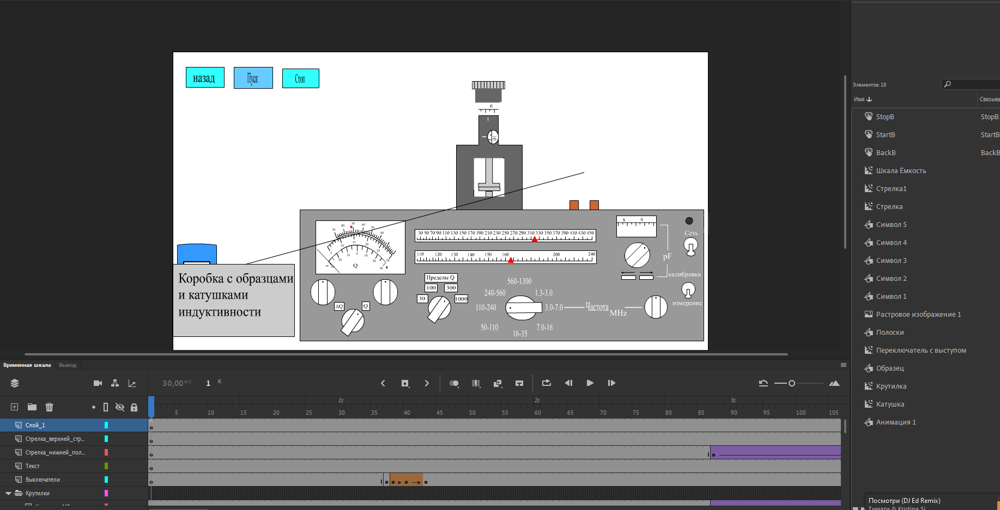 назад
Пуск
Стоп
0
10
30 40 50 60 70 80
5 10 15 20 25 30
20 10 0 10 20 30
Q
− +
30 50 70 90 110 130 150 170 190 210 230 250 270 290 310 330 350 370 390 410 430 450
110 120 130 140 150 160 200 240
8 9
Сеть
pF
калибровка
измерение
Коробка с образцами
и катушками
индуктивности
ΔQ
Q
Пределы Q
100
300
30
1000
560-1300
240-560
1.3-3.0
110-240
3.0-7.0
Частота
MHz
50-110
7.0-16
16-35
Элементов: 18
Имя
Связыва
StopB
StopB
StartB
StartB
BackB
BackB
Шкала Ёмкость
Стрелка1
Стрелка
Символ 5
Символ 4
Символ 3
Символ 2
Символ 1
Растровое изображение 1
Полоски
Переключатель с выступом
Образец
Крутилка
Катушка
Анимация 1
Временная шкала
Вывод
30,00 к/с
1 К
1s 2s 3s
5 10 15 20 25 30 35 40 45 50 55 60 65 70 75 80 85 90 95 100 105
Слой_1
Стрелка_верхней_стр...
Стрелка_нижней_пол...
Текст
Выключатели
Крутилки
Посмотри (DJ Ed Remix)
Тимати & Kristina Si